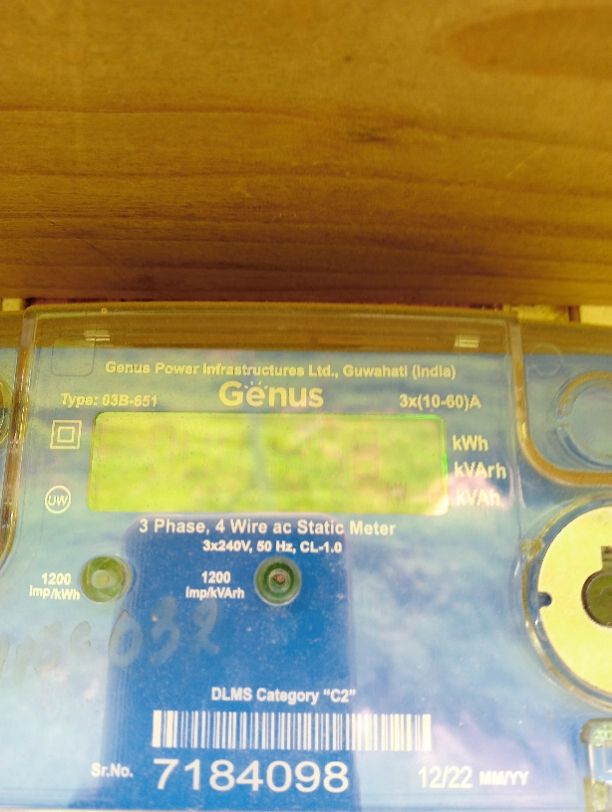 Genus Power Infrastructures Ltd., Guwahati (India)
Type: 03B-651
Genus
3x(10-60)A
kWh
kVArh
kVAh
UW
3 Phase, 4 Wire ac Static Meter
3x240V, 50 Hz, CL-1.0
1200
imp/kWh
1200
imp/kVArh
032
DLMS Category "C2"
Sr.No. 7184098
12/22 MM/YY